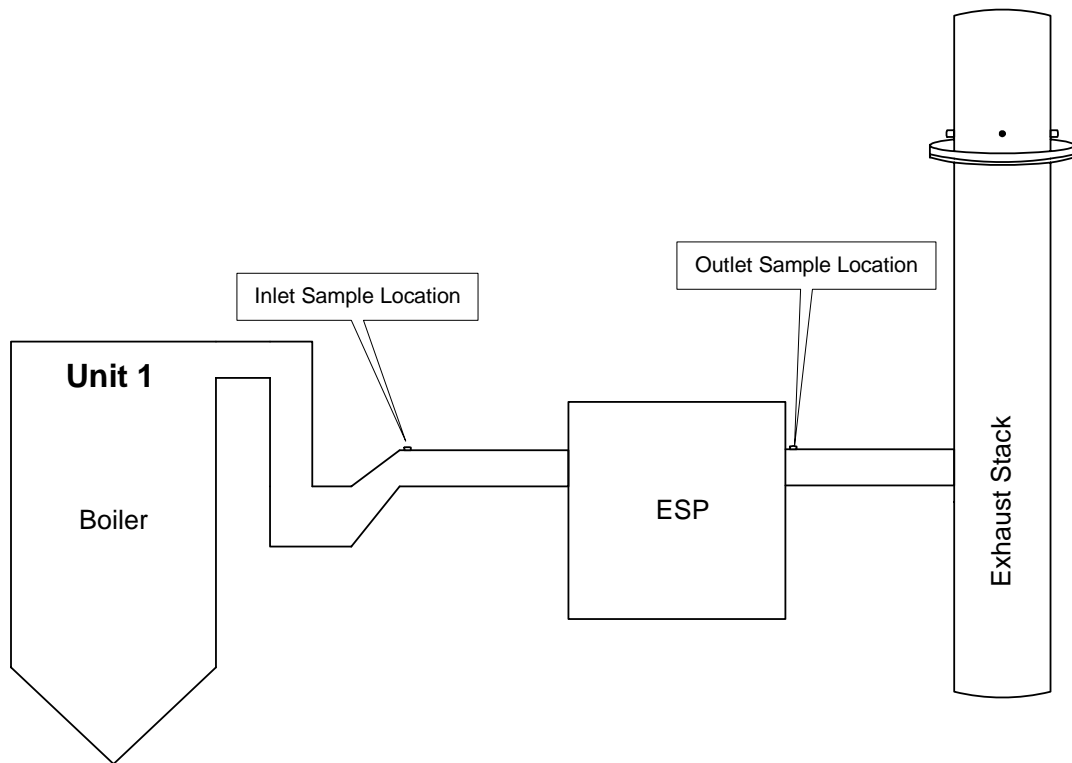 Outlet Sample Location
Inlet Sample Location
Unit 1
Boiler
ESP
Exhaust Stack